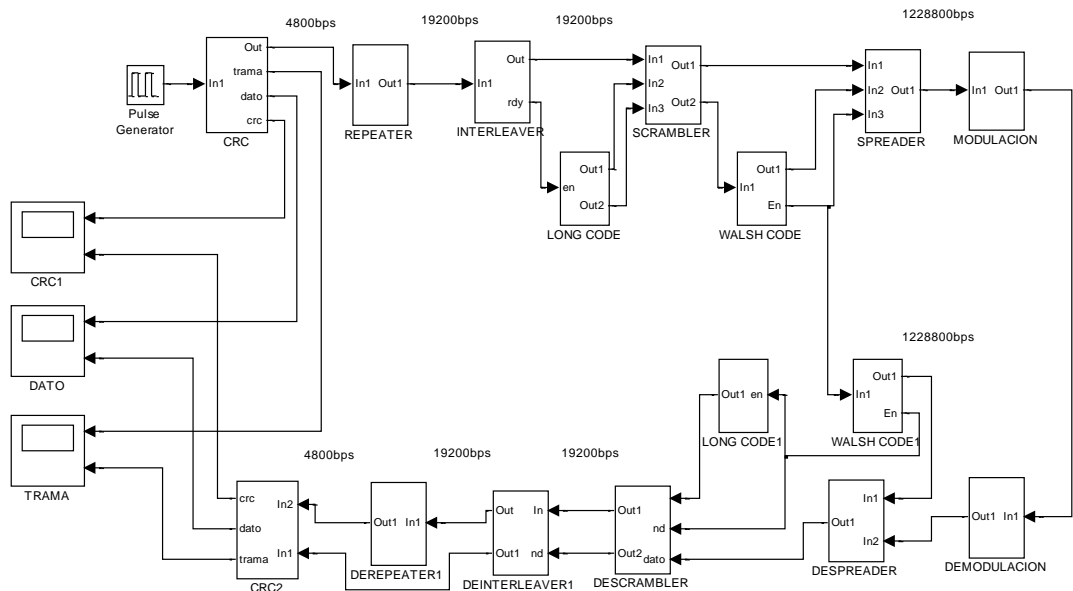 4800bps
19200bps
19200bps
1228800bps
Pulse
Generator
In1
Out
trama
dato
crc
CRC
In1
Out1
REPEATER
In1
Out
rdy
INTERLEAVER
en
Out1
Out2
LONG CODE
In1
In2
In3
Out1
Out2
SCRAMBLER
In1
Out1
En
WALSH CODE
In1
In2
In3
Out1
SPREADER
In1
Out1
MODULACION
CRC1
DATO
TRAMA
1228800bps
Out1
en
LONG CODE1
In1
Out1
En
WALSH CODE1
4800bps
19200bps
19200bps
crc
dato
trama
In2
In1
CRC2
Out1
In1
DEREPEATER1
Out
Out1
In
nd
DEINTERLEAVER1
Out1
Out2
nd
dato
DESCRAMBLER
Out1
In1
In2
DESPREADER
Out1
In1
DEMODULACION